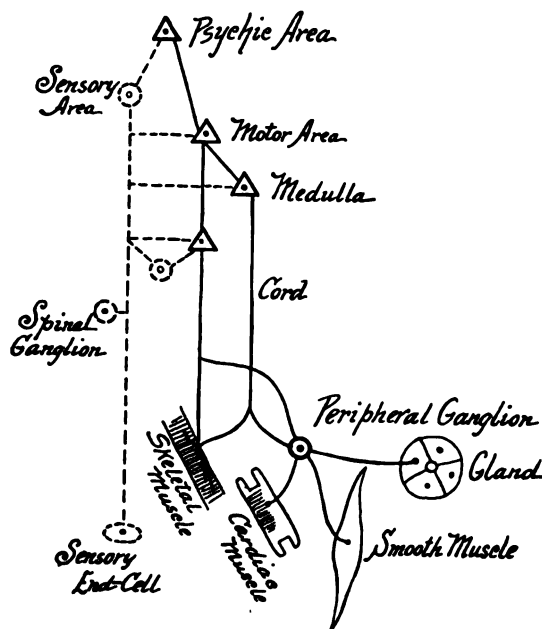 Psychic Area
Sensory
Area
Motor Area
Medulla
Cord
Spinal
Ganglion
Peripheral Ganglion
Gland
Skeletal
Muscle
Cardiac
Muscle
Smooth Muscle
Sensory
End-Cell